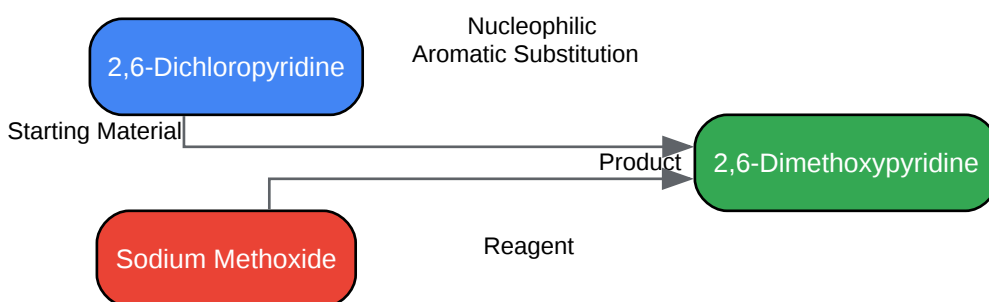 Nucleophilic
Aromatic Substitution
2,6-Dichloropyridine
Starting Material
Product
2,6-Dimethoxypyridine
Reagent
Sodium Methoxide